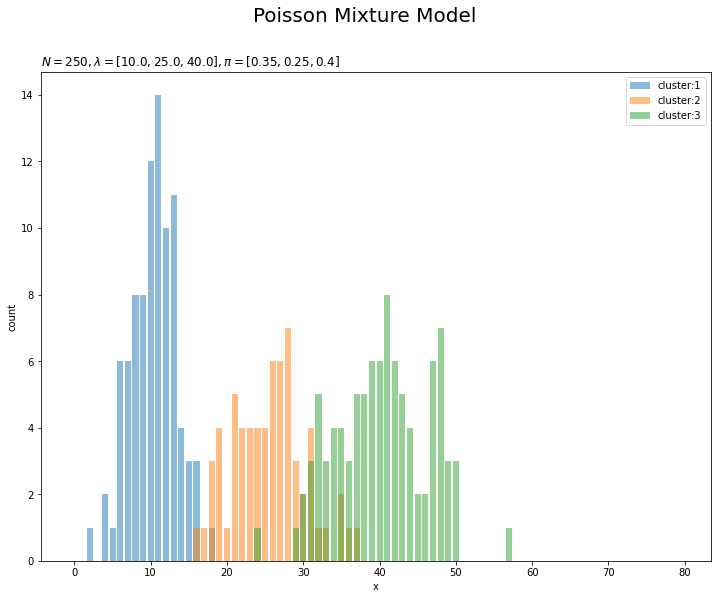 Poisson Mixture Model
N = 250, λ = [10.0, 25.0, 40.0], π = [0.35, 0.25, 0.4]
cluster:1
cluster:2
cluster:3
14
12
10
8
6
4
2
0
count
0 10 20 30 40 50 60 70 80
x